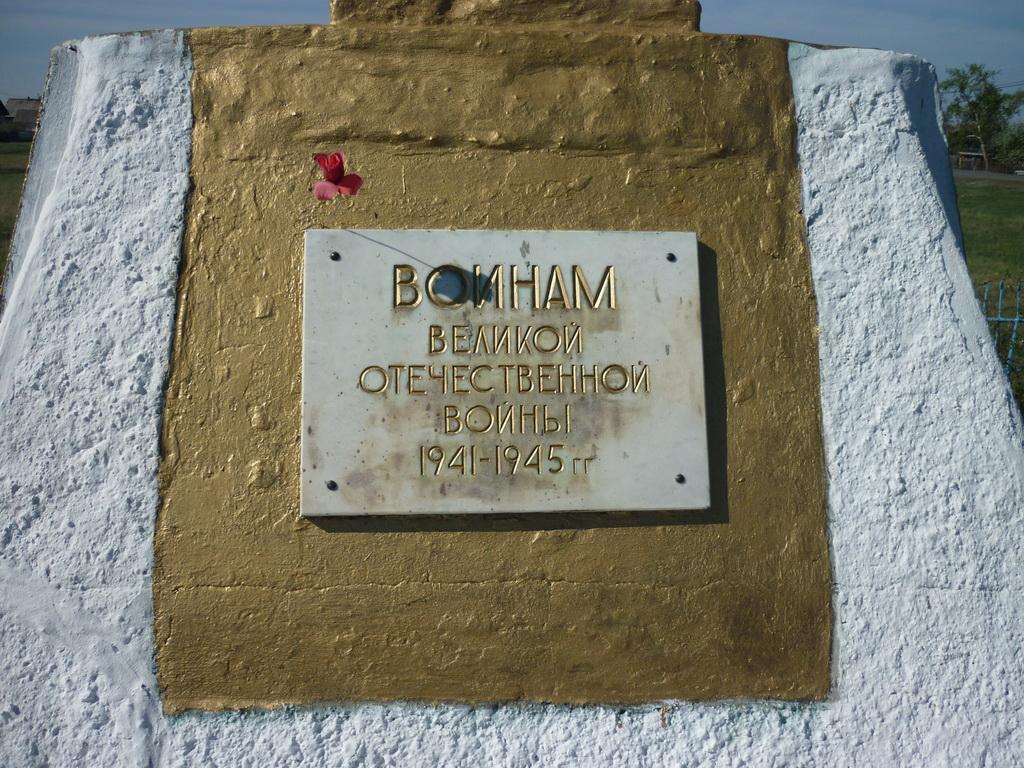 ВОИНАМ
ВЕЛИКОЙ
ОТЕЧЕСТВЕННОЙ
ВОЙНЫ
1941-1945 гг